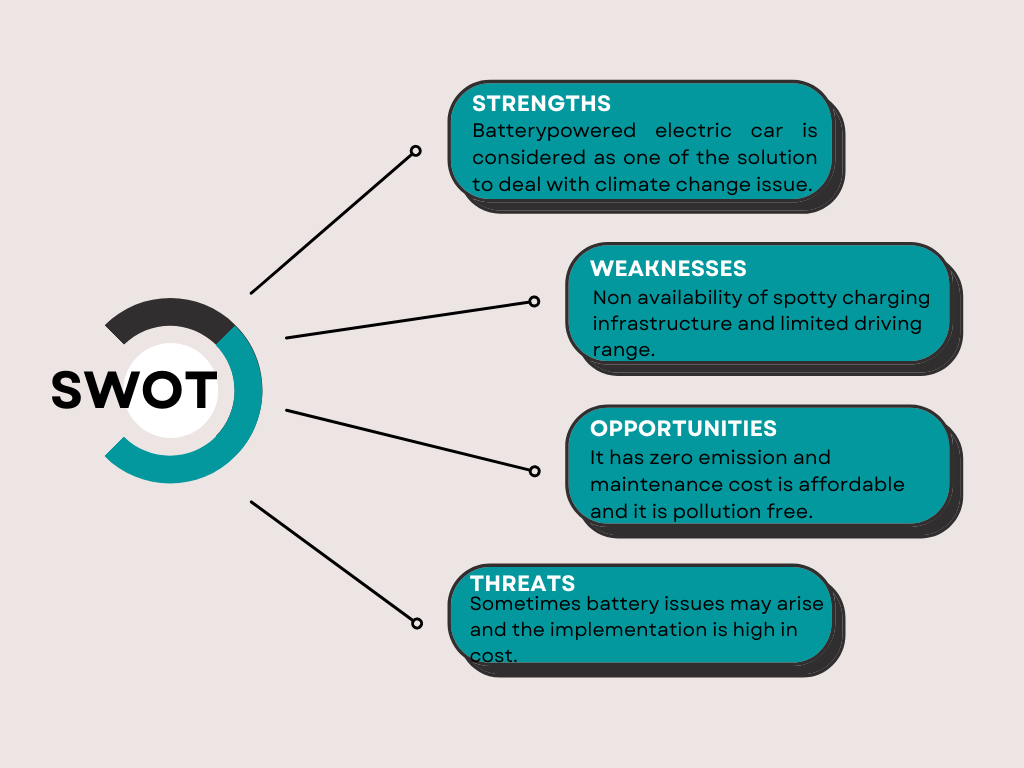 SWOT
STRENGTHS
Batterypowered electric car is
considered as one of the solution
to deal with climate change issue.
WEAKNESSES
Non availability of spotty charging
infrastructure and limited driving
range.
OPPORTUNITIES
It has zero emission and
maintenance cost is affordable
and it is pollution free.
THREATS
Sometimes battery issues may arise
and the implementation is high in
cost.